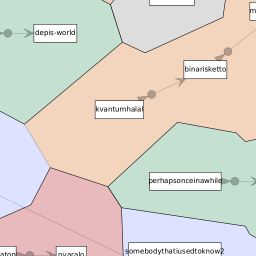 depis-world
binarisketto
kvantumhalal
perhapsonceinawhile
somebodythatiusedtoknow2
nyaralo